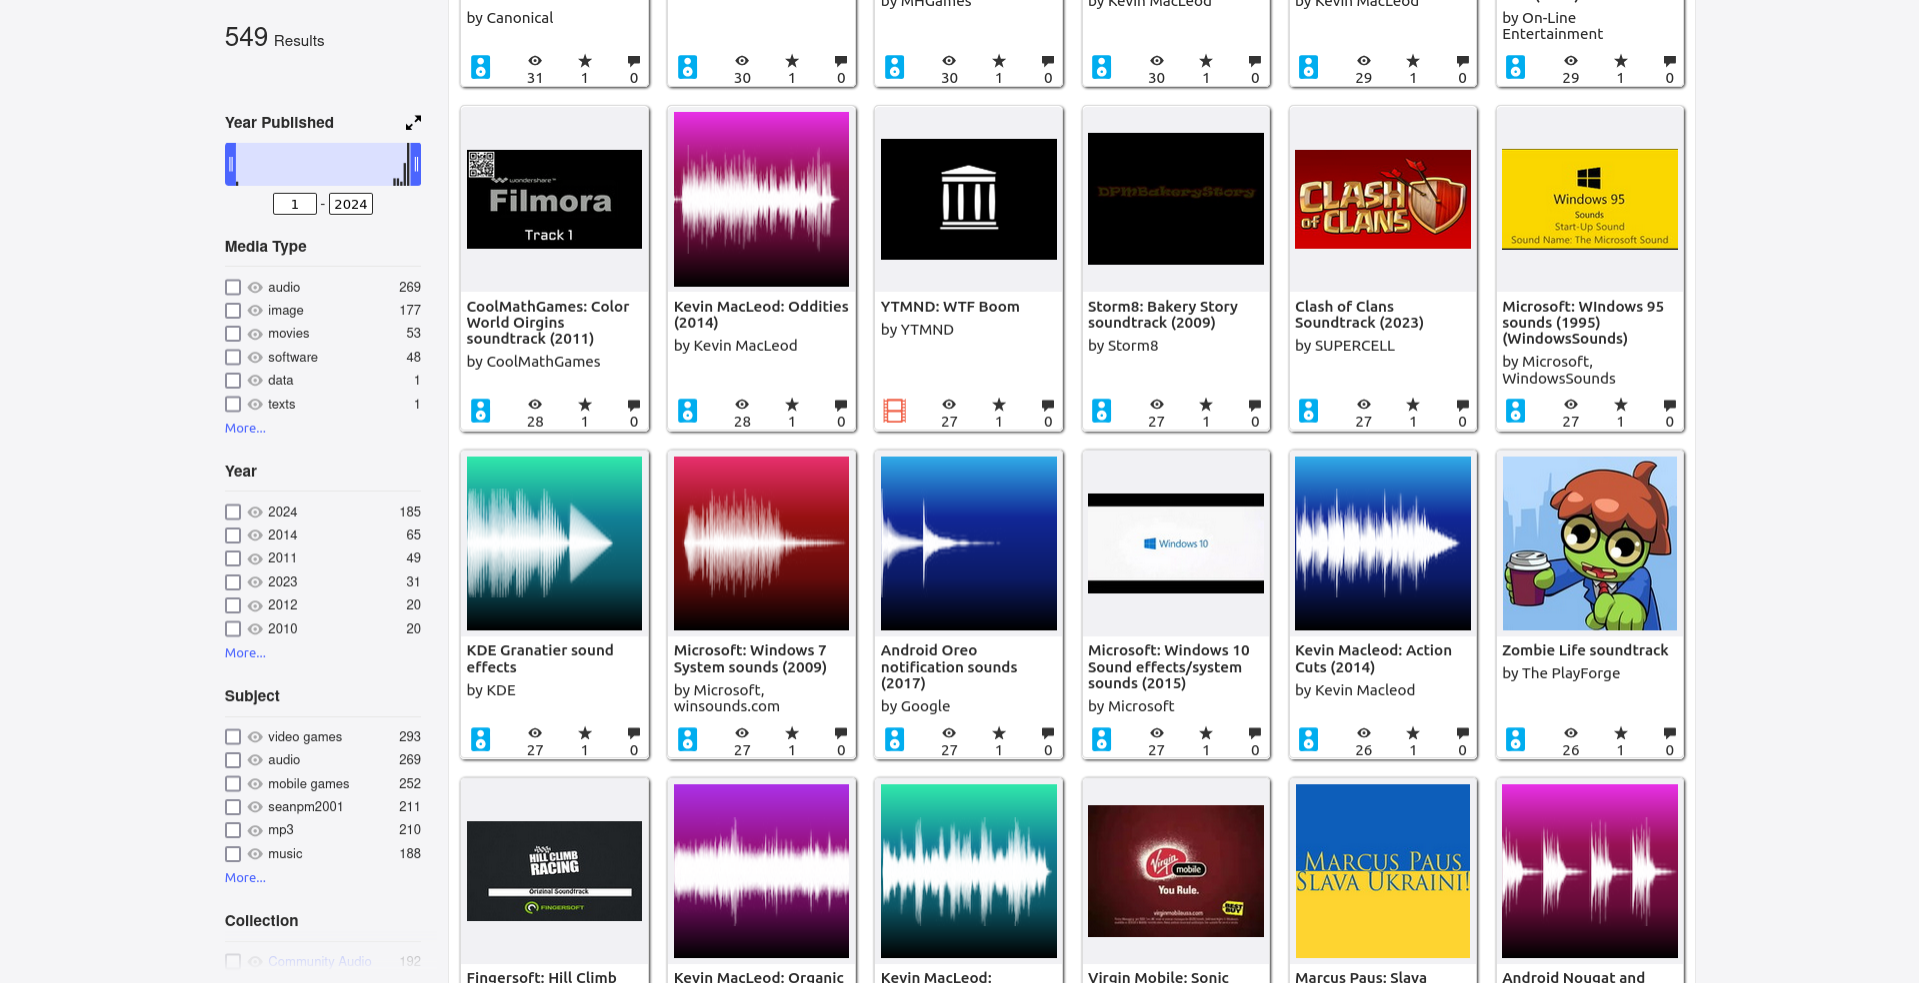 549 Results
Year Published
1 - 2024
Media Type
audio 269
image 177
movies 53
software 48
data 1
texts 1
More...
Year
2024 185
2014 65
2011 49
2023 31
2012 20
2010 20
More...
Subject
video games 293
audio 269
mobile games 252
seanpm2001 211
mp3 210
music 188
More...
Collection
Community Audio 192
by Canonical
31 1 0
30 1 0
by MHGames
30 1 0
by Kevin MacLeod
30 1 0
by Kevin MacLeod
29 1 0
by On-Line
Entertainment
29 1 0
wondershare™
Filmora
Track 1
CoolMathGames: Color
World Oirgins
soundtrack (2011)
by CoolMathGames
28 1 0
Kevin MacLeod: Oddities
(2014)
by Kevin MacLeod
28 1 0
YTMND: WTF Boom
by YTMND
27 1 0
DPMBakeryStory
Storm8: Bakery Story
soundtrack (2009)
by Storm8
27 1 0
CLASH
OF CLANS
Clash of Clans
Soundtrack (2023)
by SUPERCELL
27 1 0
Windows 95
Sounds
Start-Up Sound
Sound Name: The Microsoft Sound
Microsoft: WIndows 95
sounds (1995)
(WindowsSounds)
by Microsoft,
WindowsSounds
27 1 0
KDE Granatier sound
effects
by KDE
27 1 0
Microsoft: Windows 7
System sounds (2009)
by Microsoft,
winsounds.com
27 1 0
Android Oreo
notification sounds
(2017)
by Google
27 1 0
Windows 10
Microsoft: Windows 10
Sound effects/system
sounds (2015)
by Microsoft
27 1 0
Kevin Macleod: Action
Cuts (2014)
by Kevin Macleod
26 1 0
Zombie Life soundtrack
by The PlayForge
26 1 0
HILL CLIMB
RACING
Original Soundtrack
FINGERSOFT
Fingersoft: Hill Climb
Kevin MacLeod: Organic
Kevin MacLeod:
Virgin
mobile
You Rule.
virginmobileusa.com
BEST
BUY
Virgin Mobile: Sonic
MARCUS PAUS
SLAVA UKRAINI!
Marcus Paus: Slava
Android Nougat and